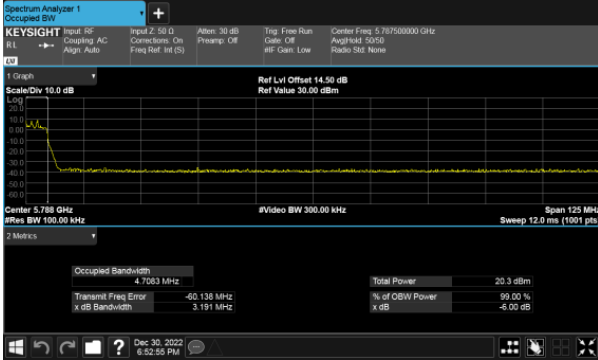 Spectrum Analyzer 1
Occupied BW
KEYSIGHT Input: RF Input Z: 50 Ω Atten: 30 dB Trig: Free Run Center Freq: 5.787500000 GHz
RL Coupling: AC Corrections: On Preamp: Off Gate: Off Avg|Hold: 50/50
Align: Auto Freq Ref: Int (S) #IF Gain: Low Radio Std: None
1 Graph
Ref Lvl Offset 14.50 dB
Scale/Div 10.0 dB Ref Value 30.00 dBm
Log
20.0
10.0
0.00
-10.0
-20.0
-30.0
-40.0
-50.0
-60.0
Center 5.788 GHz #Video BW 300.00 kHz Span 125 MHz
#Res BW 100.00 kHz Sweep 12.0 ms (1001 pts
2 Metrics
Occupied Bandwidth
4.7083 MHz Total Power 20.3 dBm
Transmit Freq Error -60.138 MHz % of OBW Power 99.00 %
x dB Bandwidth 3.191 MHz x dB -6.00 dB
Dec 30, 2022
6:52:55 PM